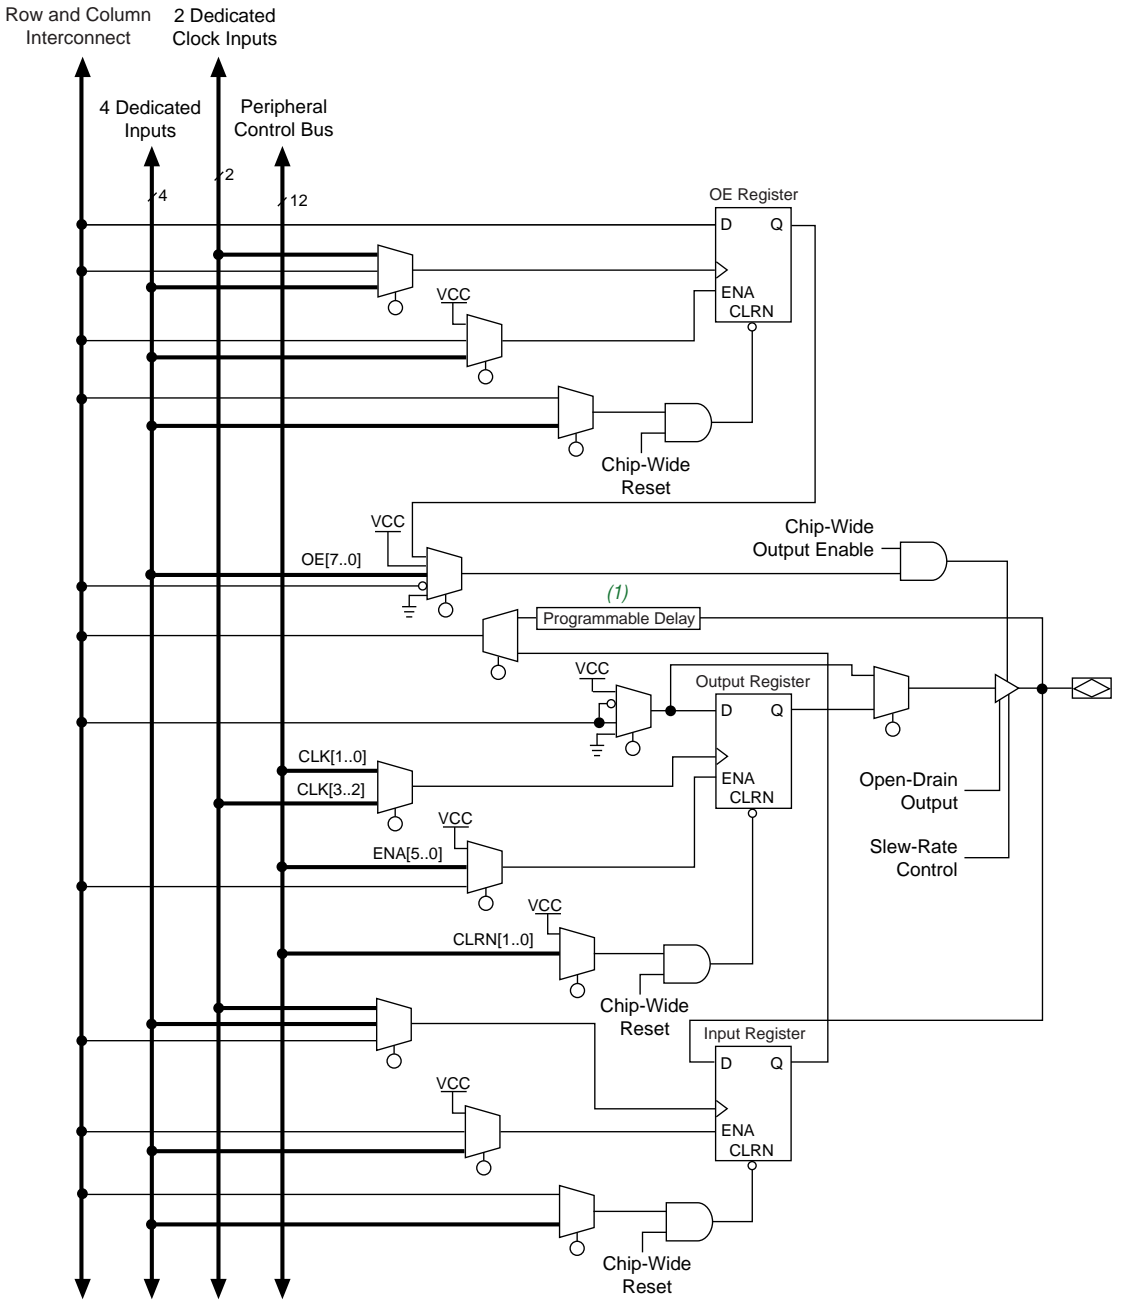 Row and Column
Interconnect
2 Dedicated
Clock Inputs
4 Dedicated
Inputs
Peripheral
Control Bus
2
4
12
OE Register
D Q
ENA
CLRN
VCC
Chip-Wide
Reset
VCC
OE[7..0]
Chip-Wide
Output Enable
(1)
Programmable Delay
VCC
Output Register
D Q
ENA
CLRN
CLK[1..0]
CLK[3..2]
Open-Drain
Output
VCC
ENA[5..0]
Slew-Rate
Control
VCC
CLRN[1..0]
Chip-Wide
Reset
Input Register
D Q
ENA
CLRN
VCC
Chip-Wide
Reset